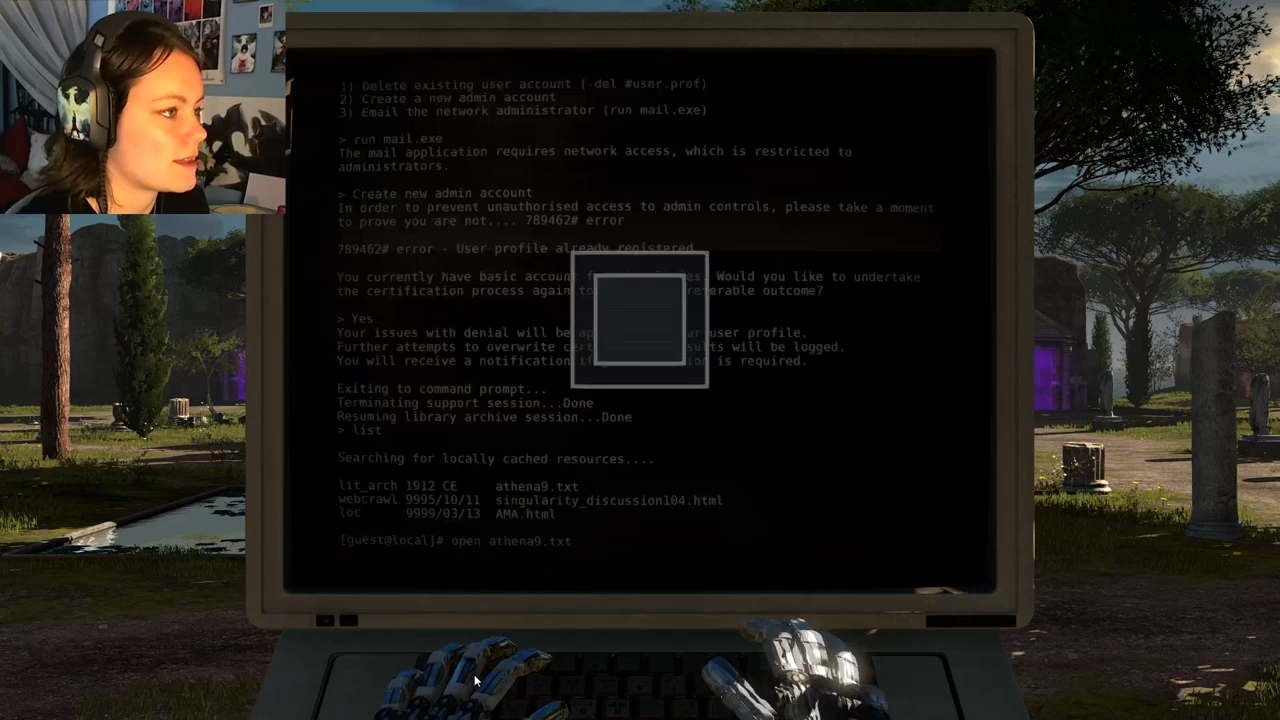 1) Delete existing user account (-del #user.prof)
2) Create a new admin account
3) Email the network administrator (run mail.exe)
> run mail.exe
The mail application requires network access, which is restricted to
administrators.
> Create new admin account
In order to prevent unauthorised access to admin controls, please take a moment
to prove you are not.... 789462# error
789462# error - User profile already registered
You currently have basic account Would you like to undertake
the certification process again outcome?
> Yes
Your issues with denial will be user profile.
Further attempts to overwrite will be logged.
You will receive a notification is required.
Exiting to command prompt...
Terminating support session...Done
Resuming library archive session...Done
> list
Searching for locally cached resources....
lit_arch 1912 CE athena9.txt
webcrawl 9995/10/11 singularity_discussion104.html
loc 9999/03/13 AMA.html
[guest@local]# open athena9.txt